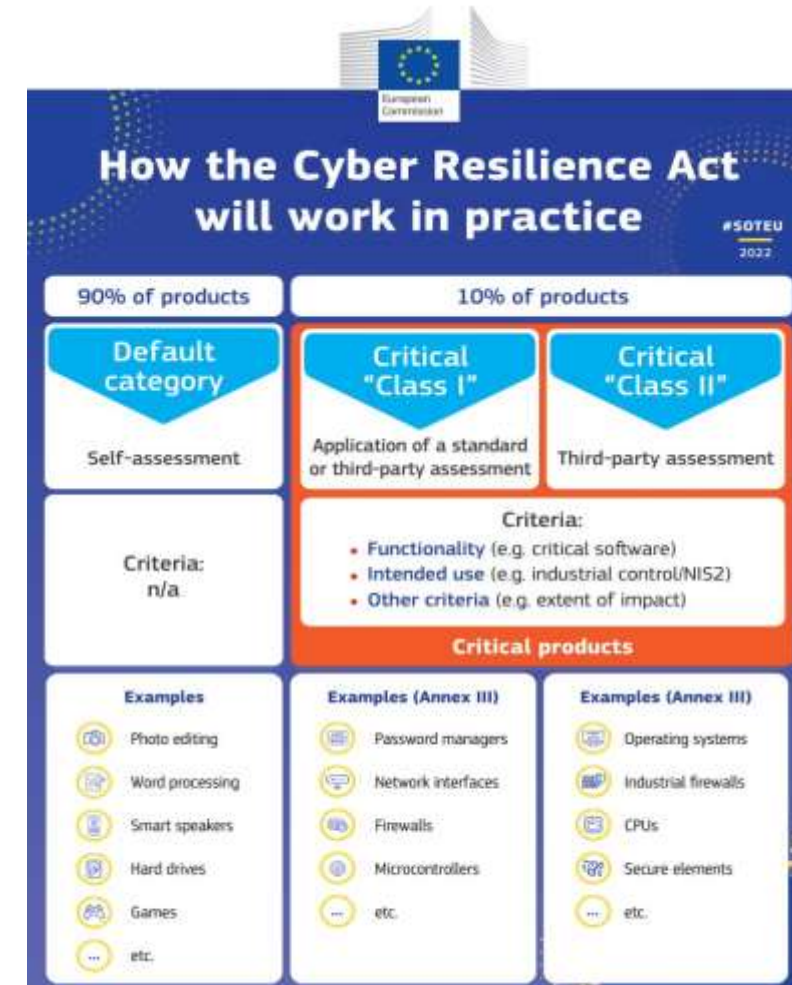 European
Commission
How the Cyber Resilience Act
will work in practice
#SOTEU
2022
90% of products
10% of products
Default
category
Self-assessment
Critical
"Class I"
Application of a standard
or third-party assessment
Critical
"Class II"
Third-party assessment
Criteria:
n/a
Criteria:
• Functionality (e.g. critical software)
• Intended use (e.g. industrial control/NIS2)
• Other criteria (e.g. extent of impact)
Critical products
Examples
Photo editing
Word processing
Smart speakers
Hard drives
Games
... etc.
Examples (Annex III)
Password managers
Network interfaces
Firewalls
Microcontrollers
... etc.
Examples (Annex III)
Operating systems
Industrial firewalls
CPUs
Secure elements
... etc.